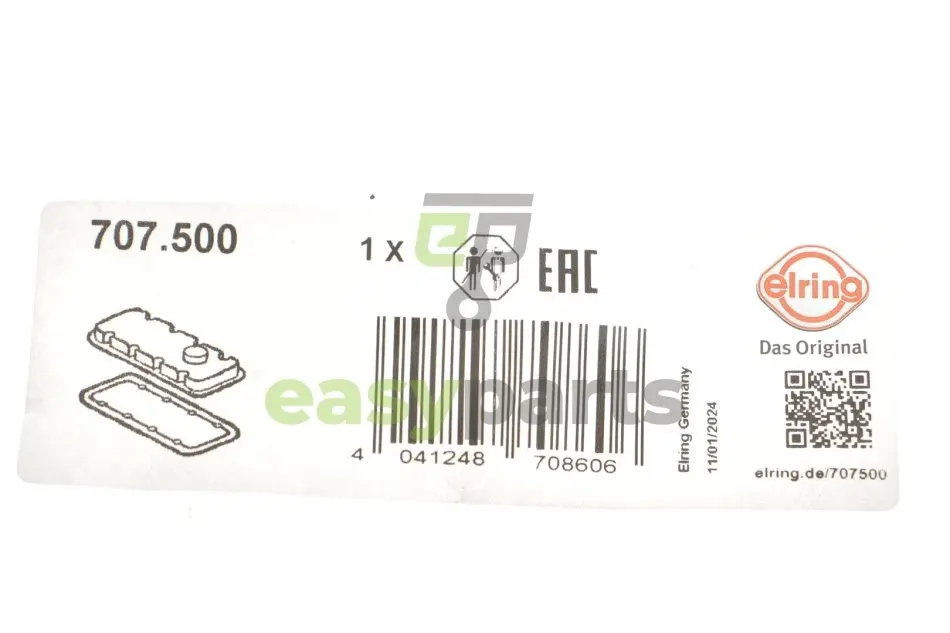 707.500
1 X
EAC
elring
Das Original
easyparts
4 041248 708606
Elring Germany
11/01/2024
elring.de/707500